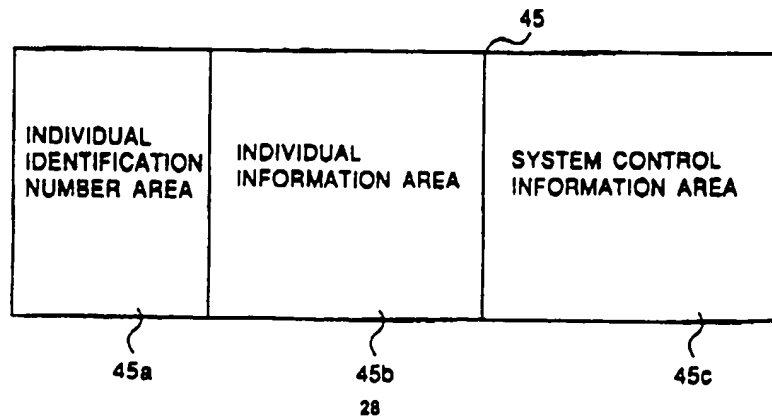 45
INDIVIDUAL
IDENTIFICATION
NUMBER AREA
INDIVIDUAL
INFORMATION AREA
SYSTEM CONTROL
INFORMATION AREA
45a
45b
45c
28